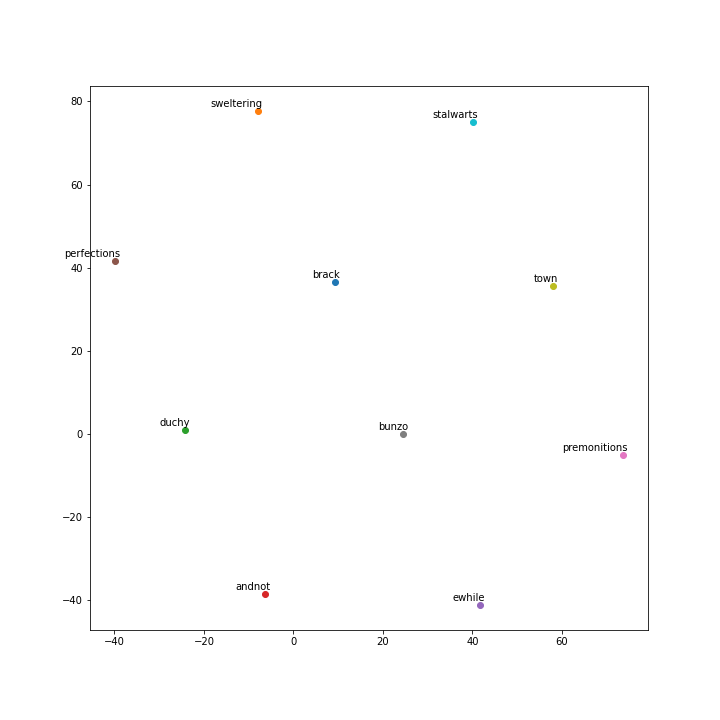 80
sweltering
stalwarts
60
perfections
40
brack
town
20
duchy
0
bunzo
premonitions
−20
andnot
ewhile
−40
−40 −20 0 20 40 60